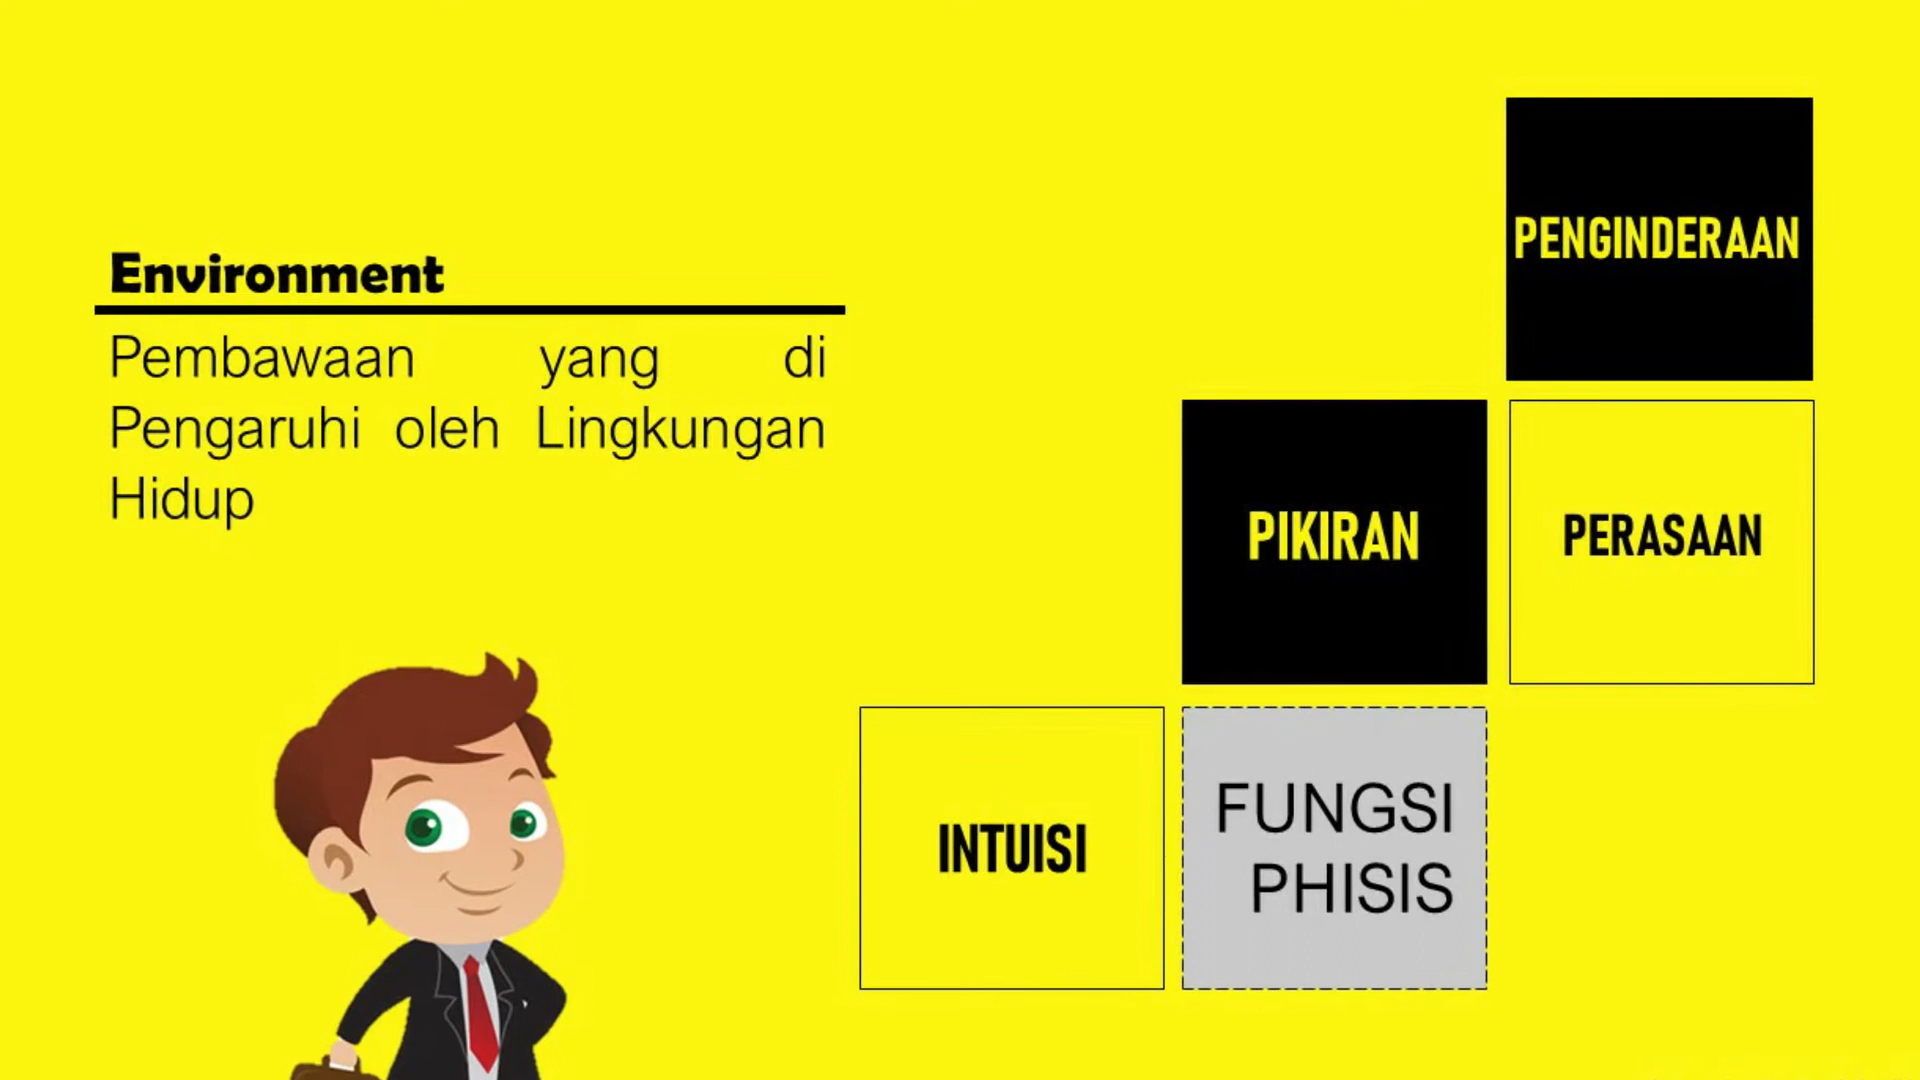 Environment
Pembawaan yang di
Pengaruhi oleh Lingkungan
Hidup
PENGINDERAAN
PIKIRAN
PERASAAN
INTUISI
FUNGSI
PHISIS